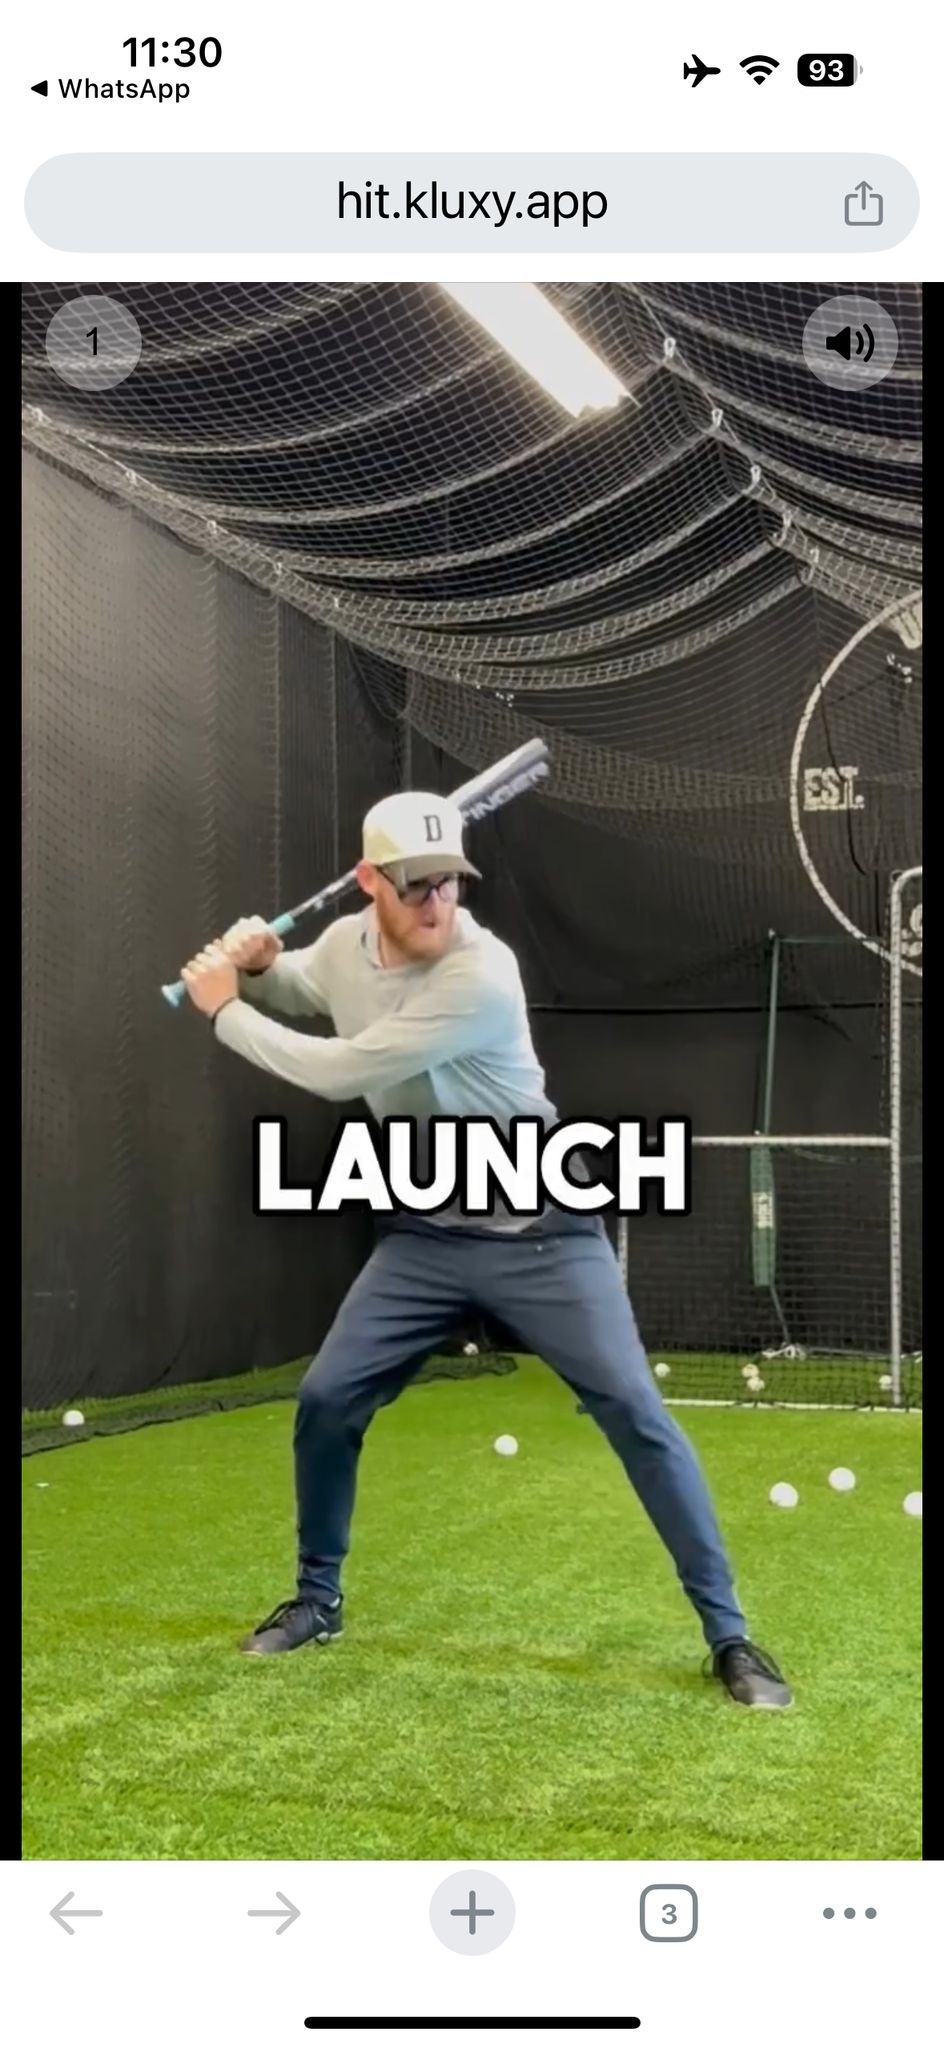 11:30
WhatsApp
93
hit.kluxy.app
1
EST.
D
LAUNCH
3